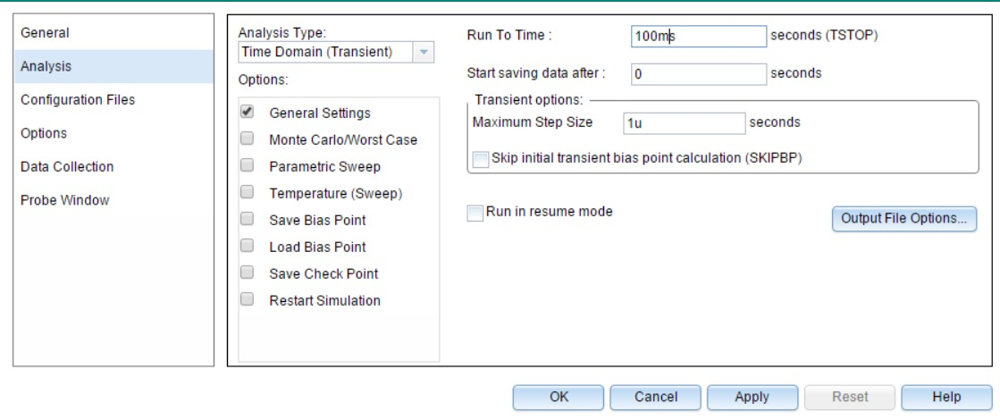 General
Analysis
Configuration Files
Options
Data Collection
Probe Window
Analysis Type:
Time Domain (Transient)
Options:
General Settings
Monte Carlo/Worst Case
Parametric Sweep
Temperature (Sweep)
Save Bias Point
Load Bias Point
Save Check Point
Restart Simulation
Run To Time : 100ms seconds (TSTOP)
Start saving data after : 0 seconds
Transient options:
Maximum Step Size 1u seconds
Skip initial transient bias point calculation (SKIPBP)
Run in resume mode
Output File Options...
OK Cancel Apply Reset Help